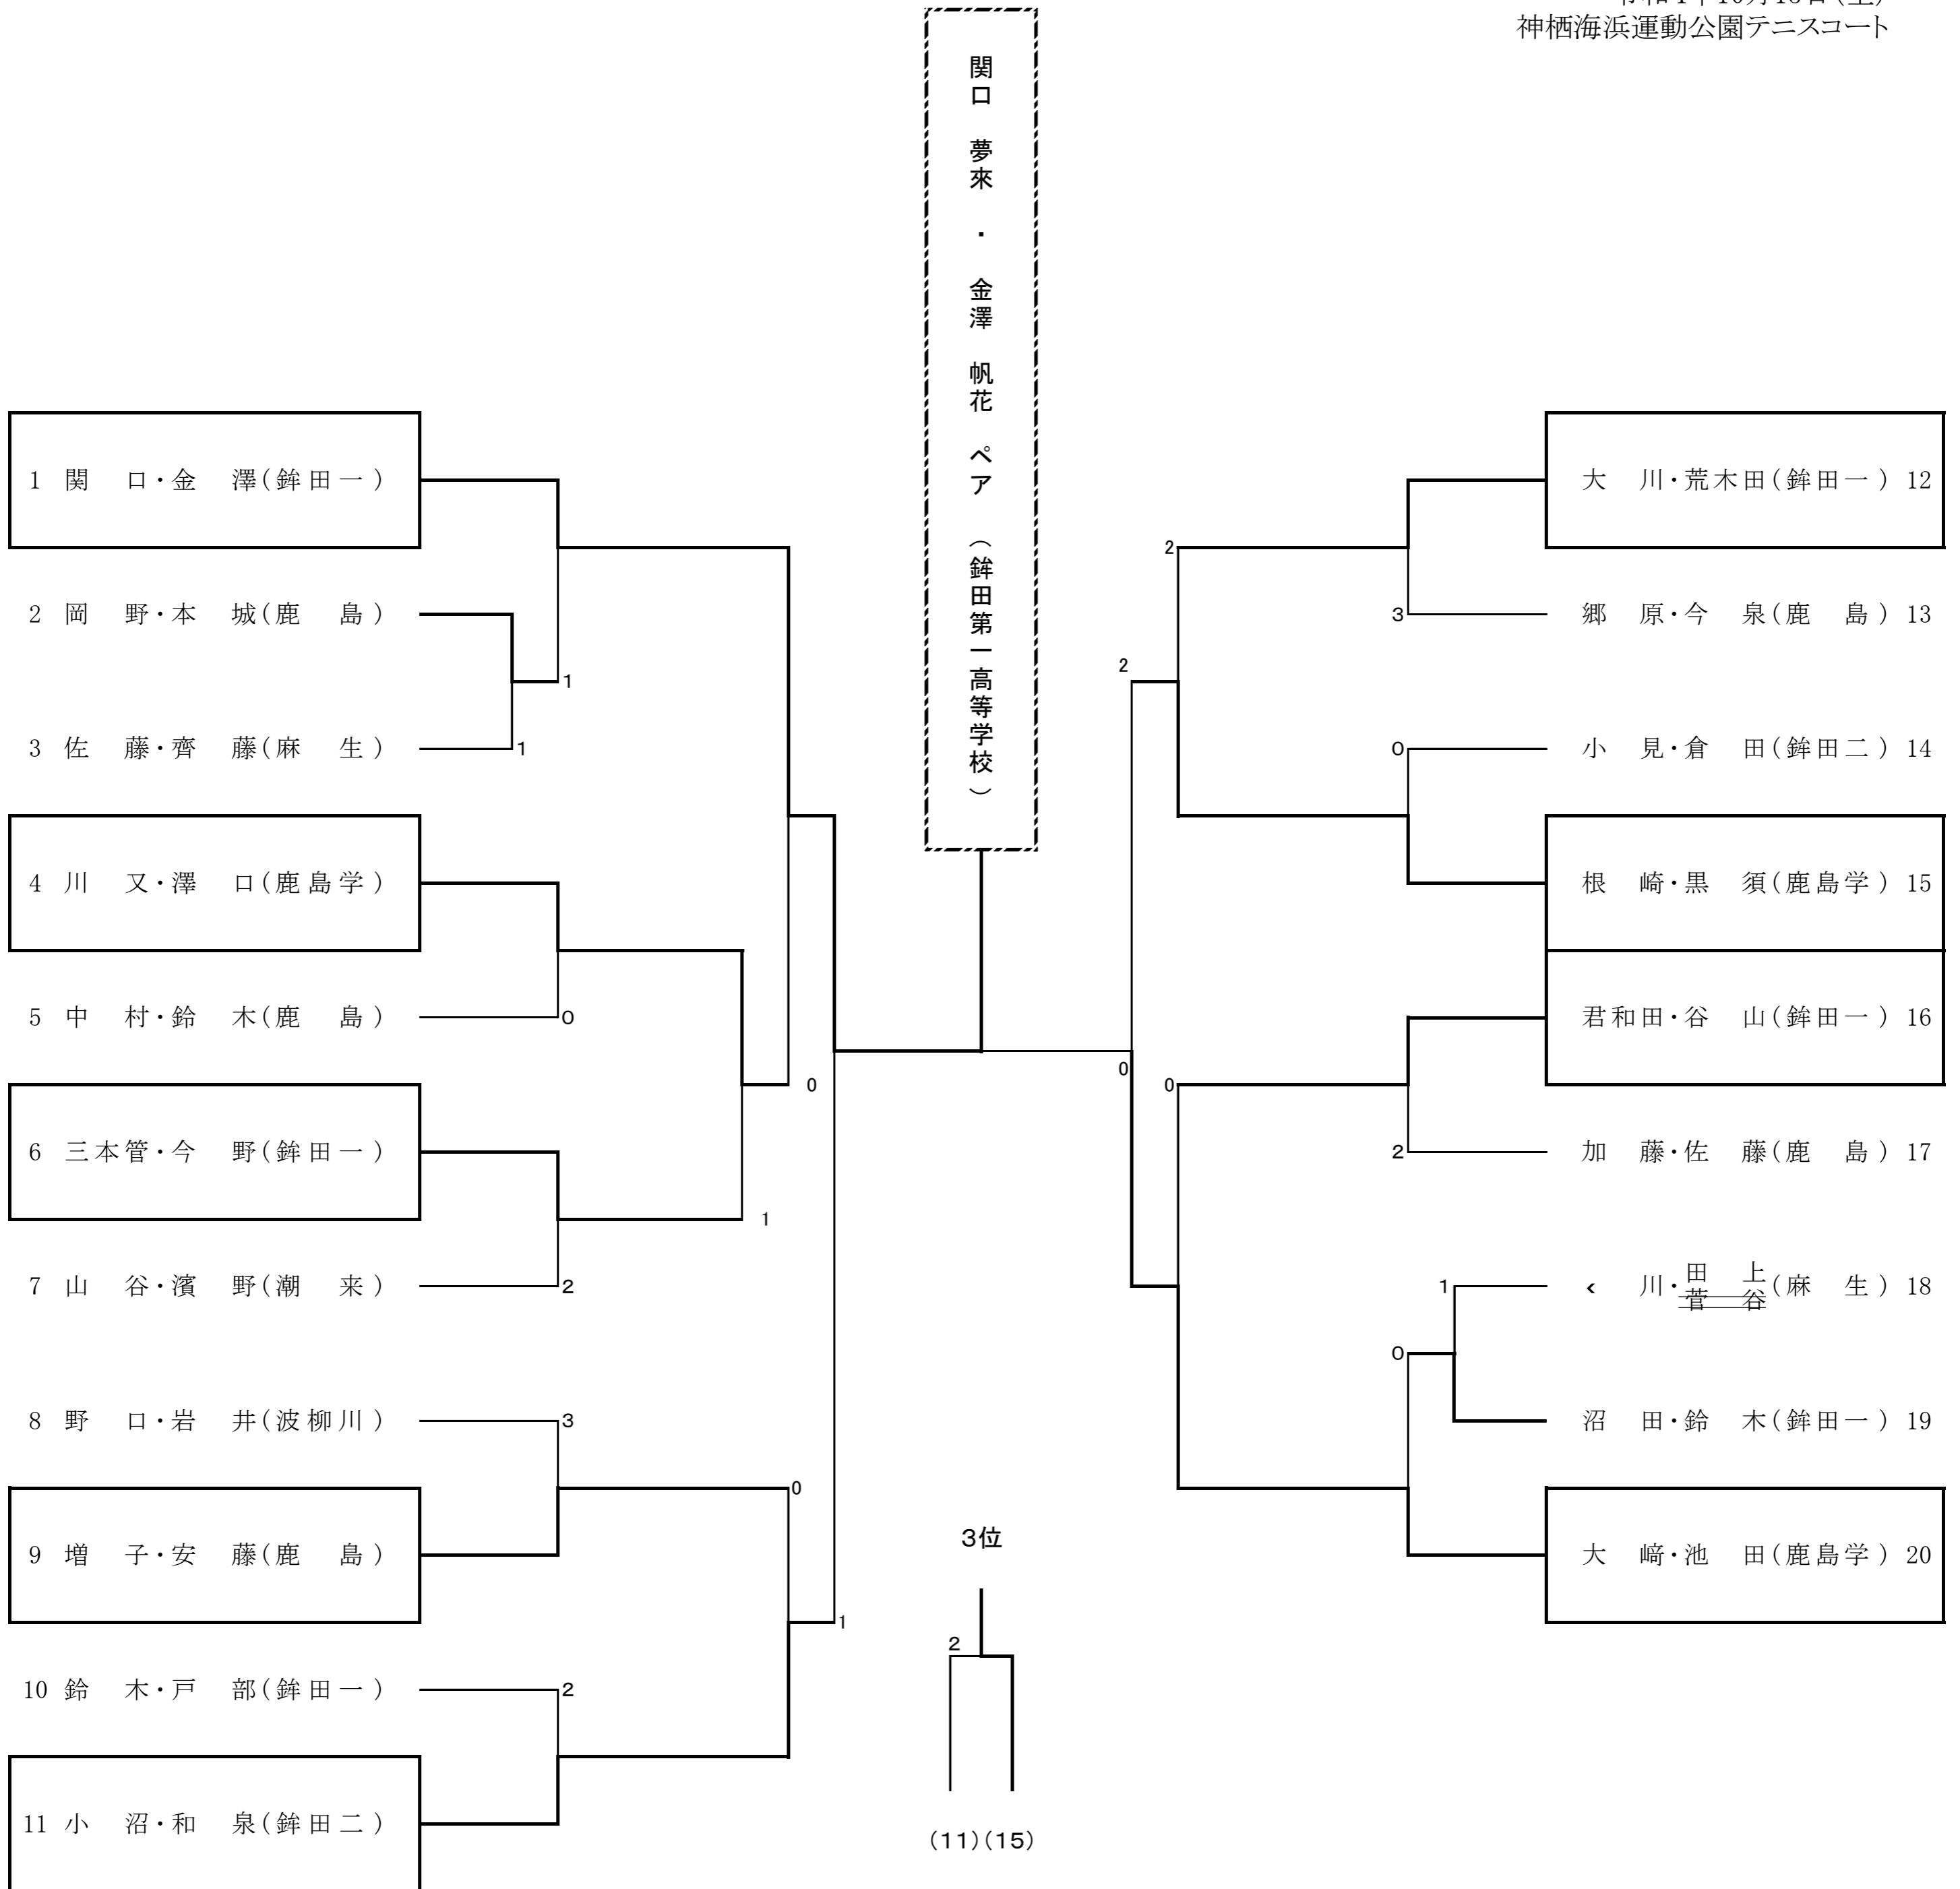 神栖海浜運動公園テニスコート
関口 夢來 ・ 金澤 帆花 ペア （鉾田第一高等学校）
1 関 口・金 澤(鉾田一)
2 岡 野・本 城(鹿 島)
3 佐 藤・齊 藤(麻 生)
4 川 又・澤 口(鹿島学)
5 中 村・鈴 木(鹿 島)
6 三本管・今 野(鉾田一)
7 山 谷・濱 野(潮 来)
8 野 口・岩 井(波柳川)
9 増 子・安 藤(鹿 島)
10 鈴 木・戸 部(鉾田一)
11 小 沼・和 泉(鉾田二)
1
1
0
0
1
2
3
0
1
2
大 川・荒木田(鉾田一) 12
郷 原・今 泉(鹿 島) 13
小 見・倉 田(鉾田二) 14
根 崎・黒 須(鹿島学) 15
君和田・谷 山(鉾田一) 16
加 藤・佐 藤(鹿 島) 17
く 川・田 上(麻 生) 18
菅 谷
沼 田・鈴 木(鉾田一) 19
大 﨑・池 田(鹿島学) 20
2
3
2
0
0
0
2
1
0
3位
2
(11)(15)